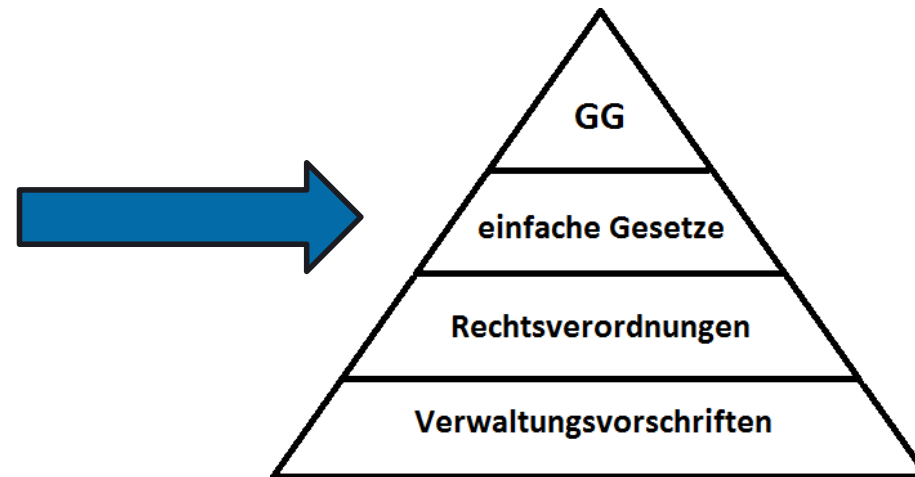 GG
einfache Gesetze
Rechtsverordnungen
Verwaltungsvorschriften